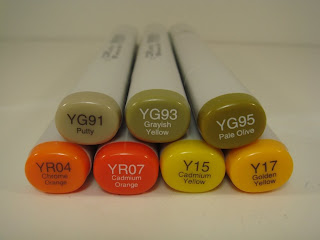 YG91
Putty
YG93
Grayish
Yellow
YG95
Pale Olive
YR04
Chrome
Orange
YR07
Cadmium
Orange
Y15
Cadmium
Yellow
Y17
Golden
Yellow